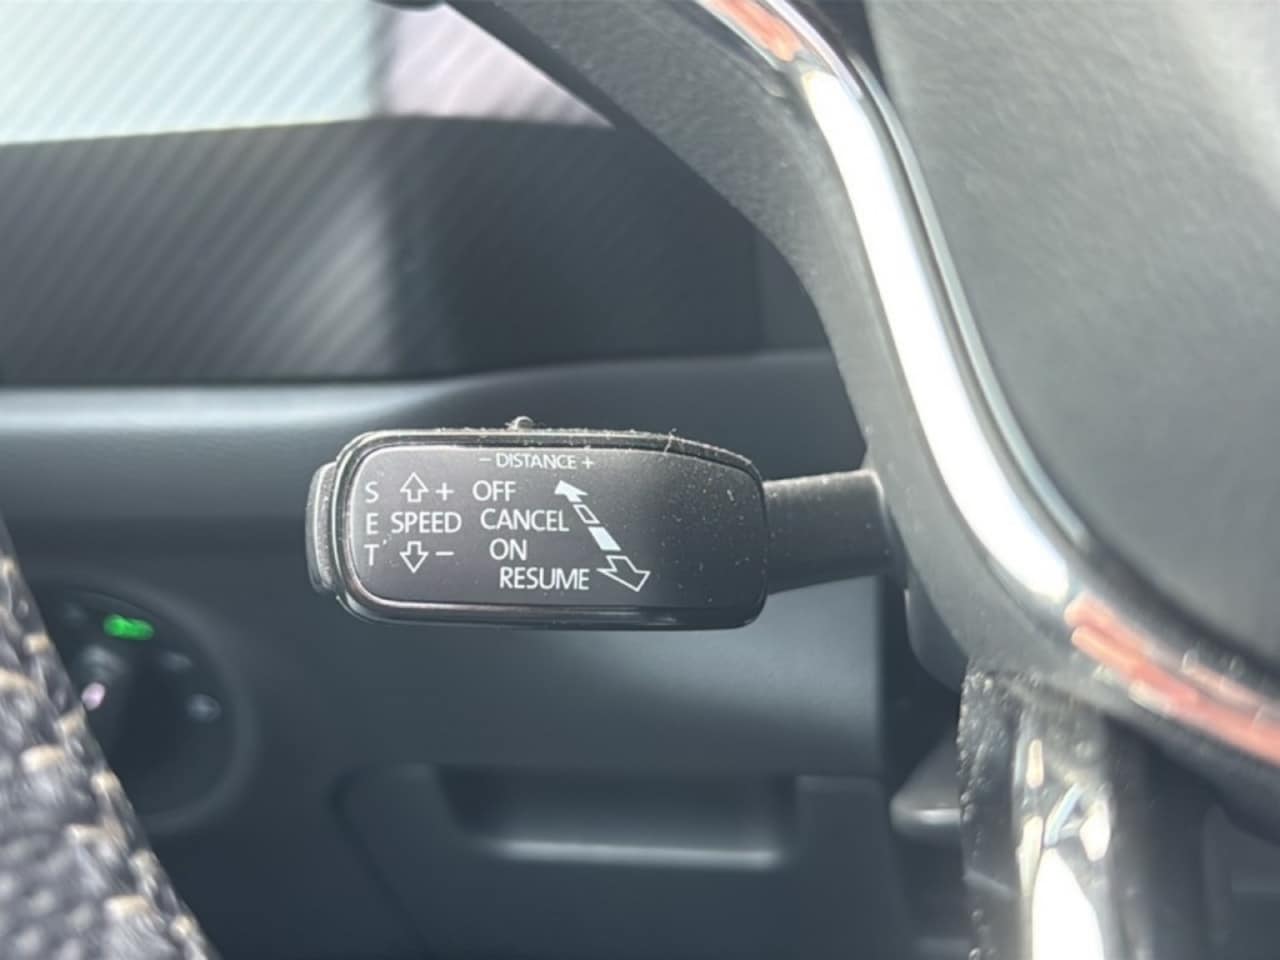 − DISTANCE +
S + OFF
E SPEED CANCEL
T − ON
RESUME